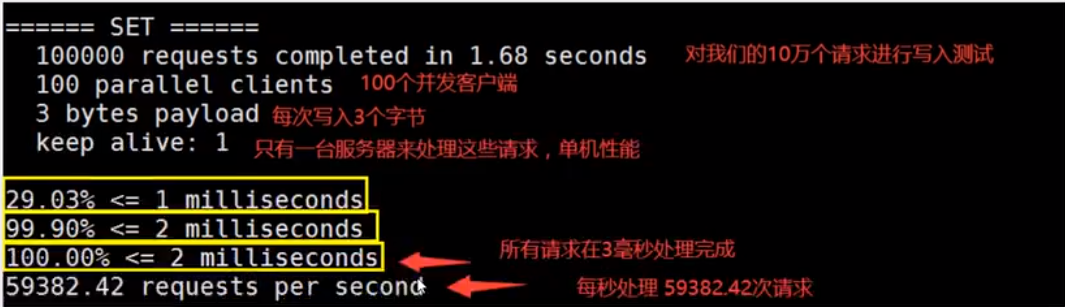 ====== SET ======
100000 requests completed in 1.68 seconds 对我们的10万个请求进行写入测试
100 parallel clients 100个并发客户端
3 bytes payload 每次写入3个字节
keep alive: 1 只有一台服务器来处理这些请求，单机性能
29.03% <= 1 milliseconds
99.90% <= 2 milliseconds
100.00% <= 2 milliseconds 所有请求在3毫秒处理完成
59382.42 requests per second 每秒处理 59382.42次请求